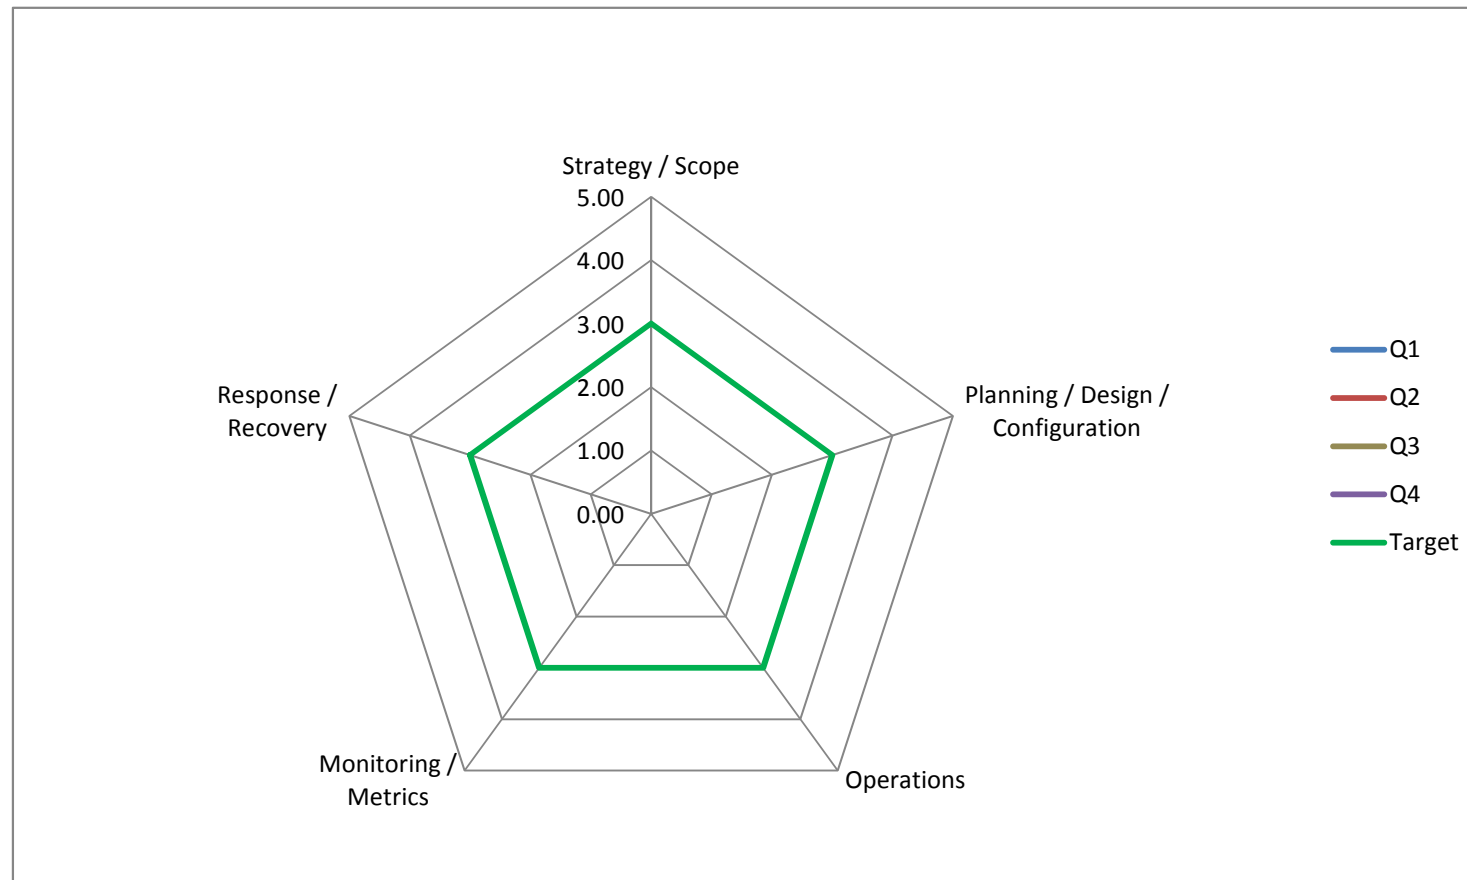 Strategy / Scope
5.00
4.00
3.00
2.00
1.00
0.00
Planning / Design /
Configuration
Operations
Monitoring /
Metrics
Response /
Recovery
Q1
Q2
Q3
Q4
Target